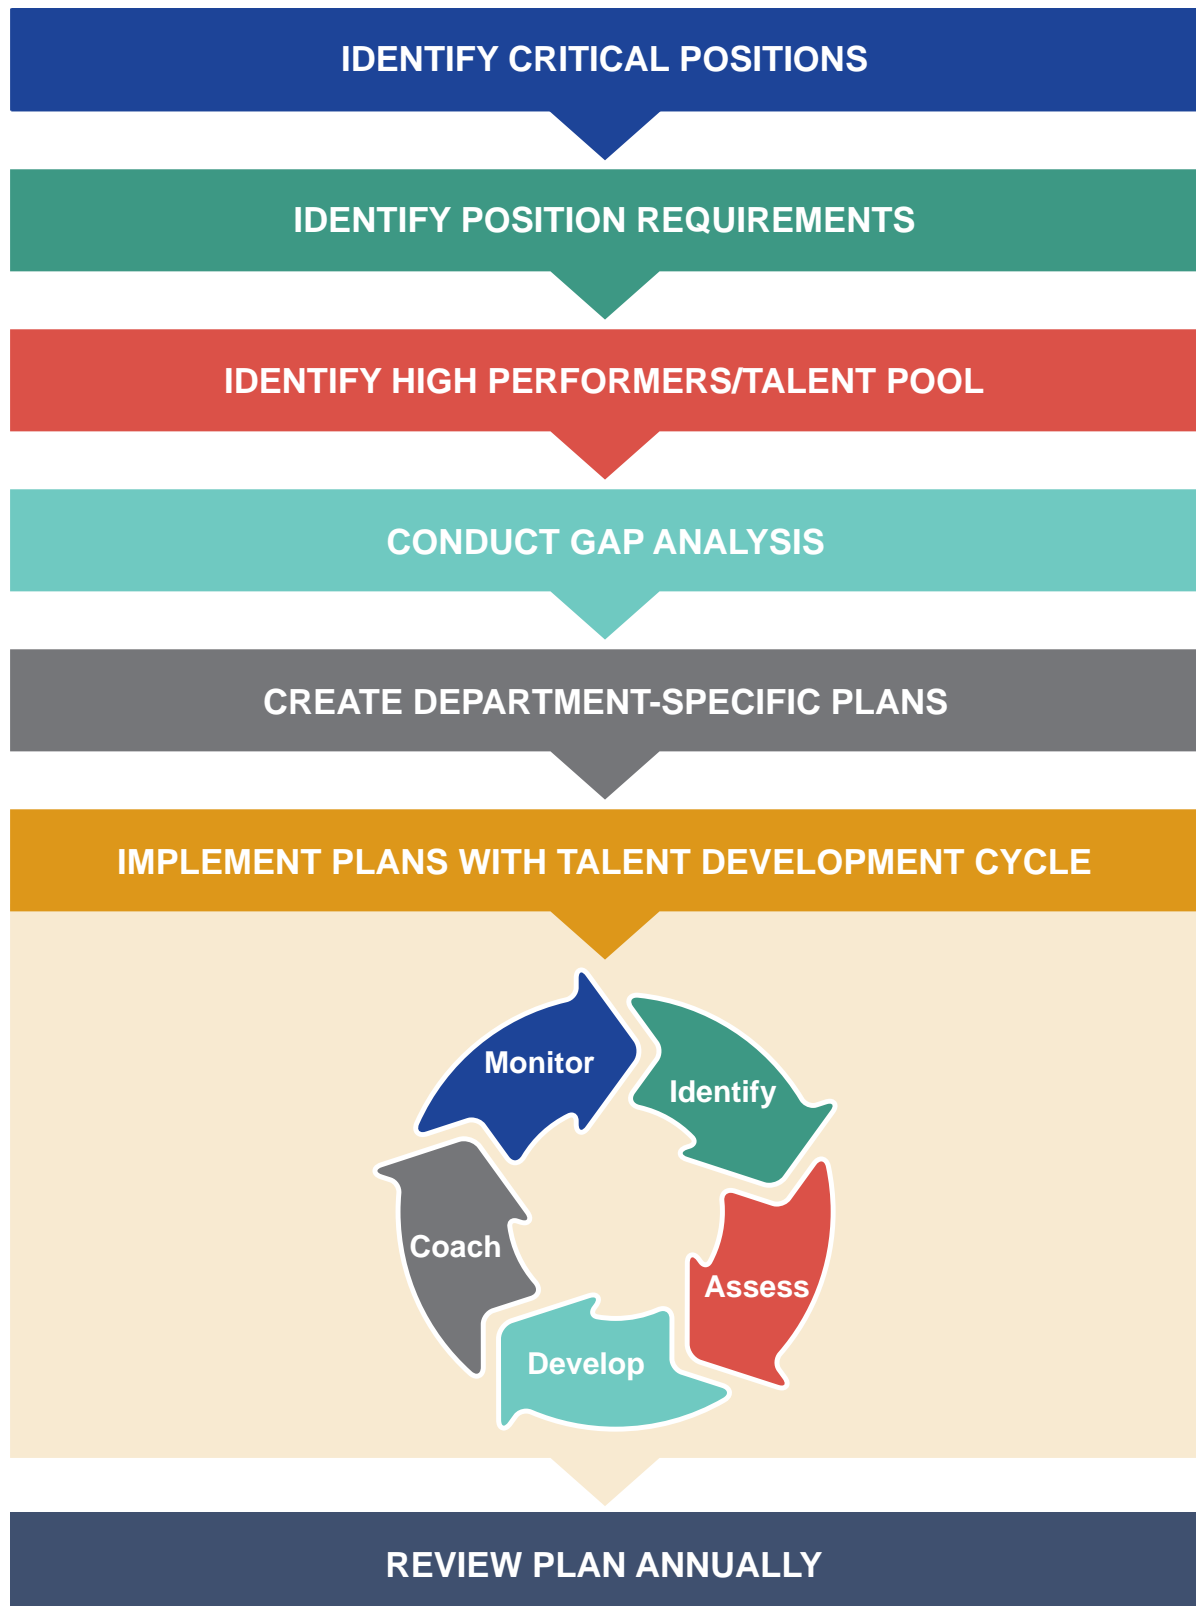 IDENTIFY CRITICAL POSITIONS
IDENTIFY POSITION REQUIREMENTS
IDENTIFY HIGH PERFORMERS/TALENT POOL
CONDUCT GAP ANALYSIS
CREATE DEPARTMENT-SPECIFIC PLANS
IMPLEMENT PLANS WITH TALENT DEVELOPMENT CYCLE
Monitor
Identify
Assess
Develop
Coach
REVIEW PLAN ANNUALLY